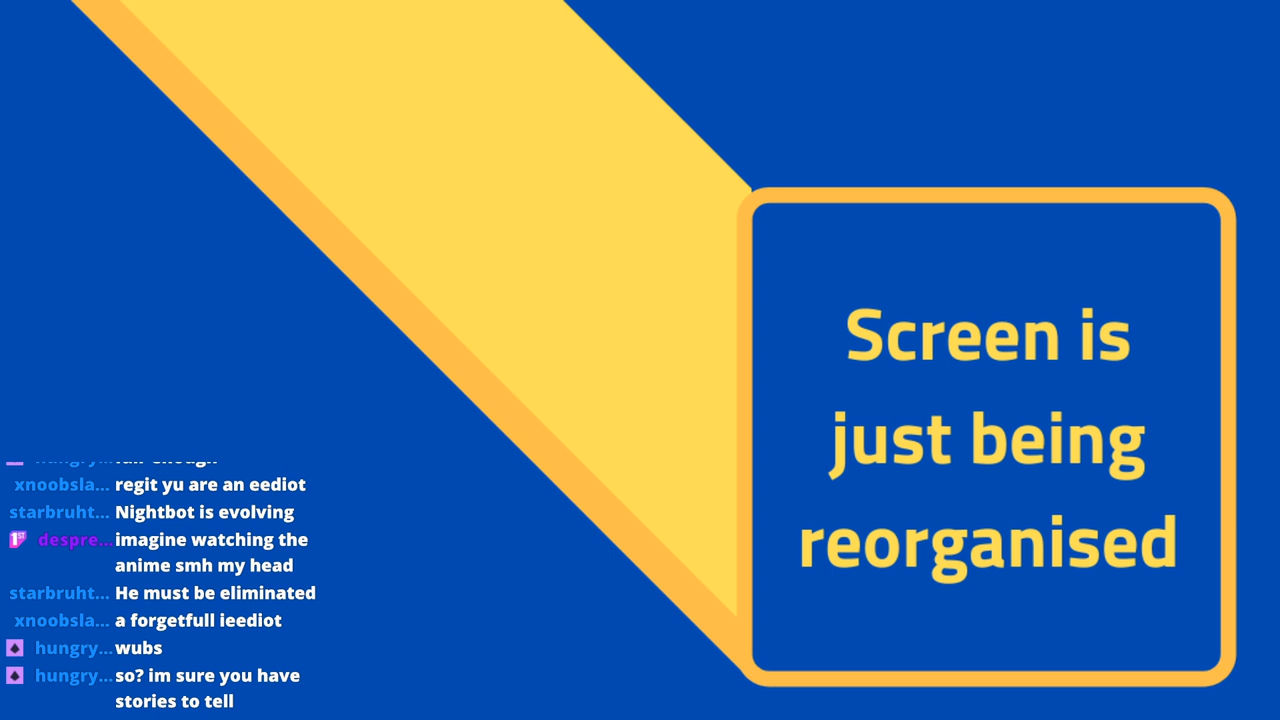 Screen is
just being
reorganised
hungry...
xnoobsla... regit yu are an eediot
starbruht... Nightbot is evolving
1ST despre... imagine watching the
anime smh my head
starbruht... He must be eliminated
xnoobsla... a forgetfull ieediot
hungry... wubs
hungry... so? im sure you have
stories to tell